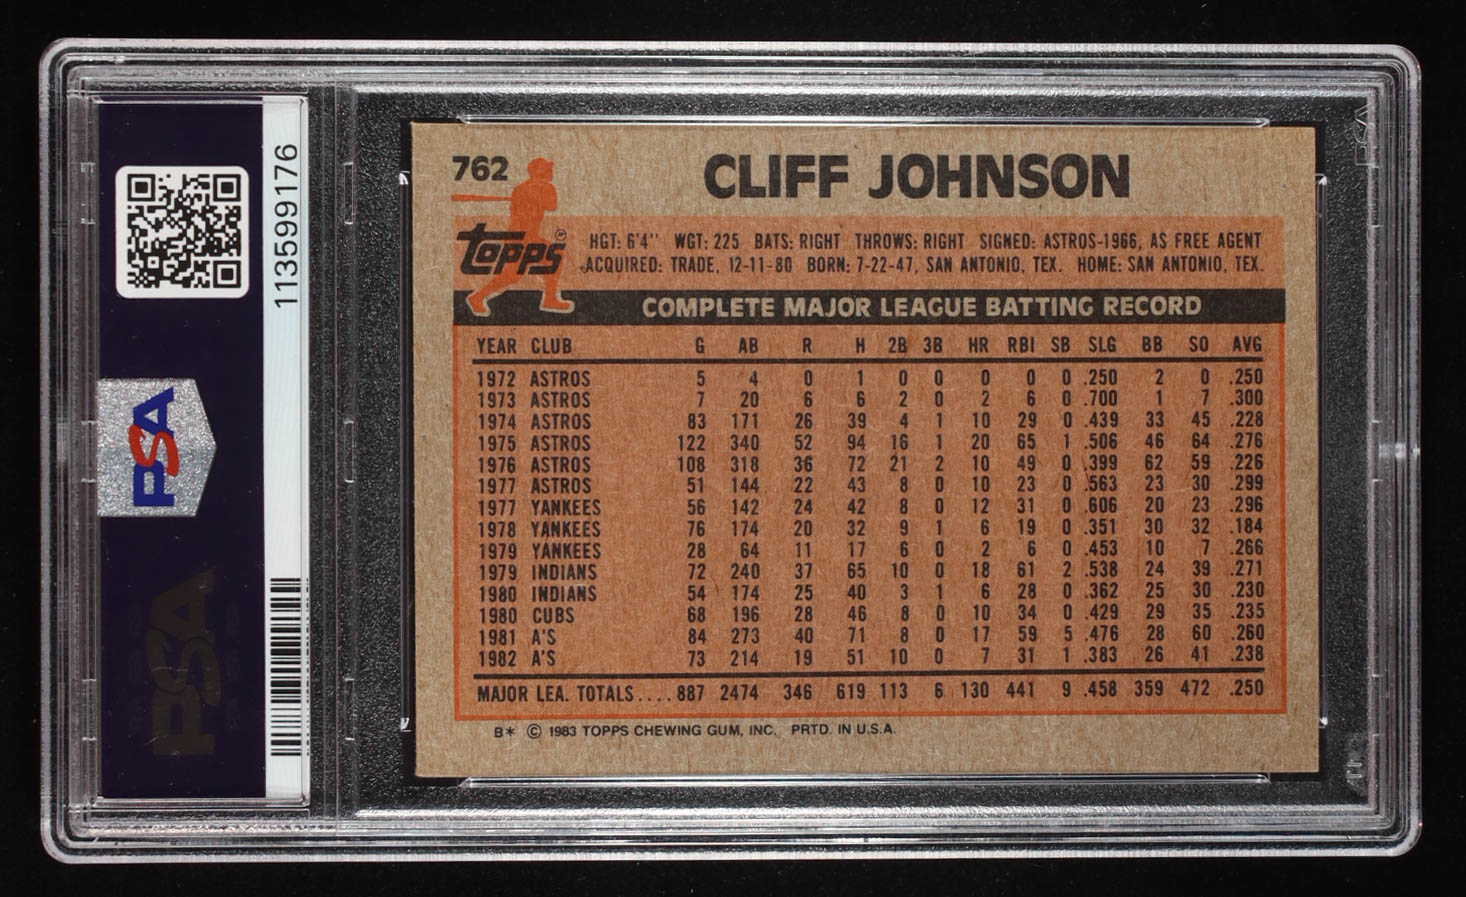 762 CLIFF JOHNSON
topps®
HGT: 6'4" WGT: 225 BATS: RIGHT THROWS: RIGHT SIGNED: ASTROS-1966, AS FREE AGENT
ACQUIRED: TRADE, 12-11-80 BORN: 7-22-47, SAN ANTONIO, TEX. HOME: SAN ANTONIO, TEX.
COMPLETE MAJOR LEAGUE BATTING RECORD
YEAR CLUB G AB R H 2B 3B HR RBI SB SLG BB SO AVG
1972 ASTROS 5 4 0 1 0 0 0 0 0 .250 2 0 .250
1973 ASTROS 7 20 6 6 2 0 2 6 0 .700 1 7 .300
1974 ASTROS 83 171 26 39 4 1 10 29 0 .439 33 45 .228
1975 ASTROS 122 340 52 94 16 1 20 65 1 .506 46 64 .276
1976 ASTROS 108 318 36 72 21 2 10 49 0 .399 62 59 .226
1977 ASTROS 51 144 22 43 8 0 10 23 0 .563 23 30 .299
1977 YANKEES 56 142 24 42 8 0 12 31 0 .606 20 23 .296
1978 YANKEES 76 174 20 32 9 1 6 19 0 .351 30 32 .184
1979 YANKEES 28 64 11 17 6 0 2 6 0 .453 10 7 .266
1979 INDIANS 72 240 37 65 10 0 18 61 2 .538 24 39 .271
1980 INDIANS 54 174 25 40 3 1 6 28 0 .362 25 30 .230
1980 CUBS 68 196 28 46 8 0 10 34 0 .429 29 35 .235
1981 A'S 84 273 40 71 8 0 17 59 5 .476 28 60 .260
1982 A'S 73 214 19 51 10 0 7 31 1 .383 26 41 .238
MAJOR LEA. TOTALS....887 2474 346 619 113 6 130 441 9 .458 359 472 .250
B* © 1983 TOPPS CHEWING GUM, INC. PRTD. IN U.S.A.
113599176
PSA
PSA
PSA